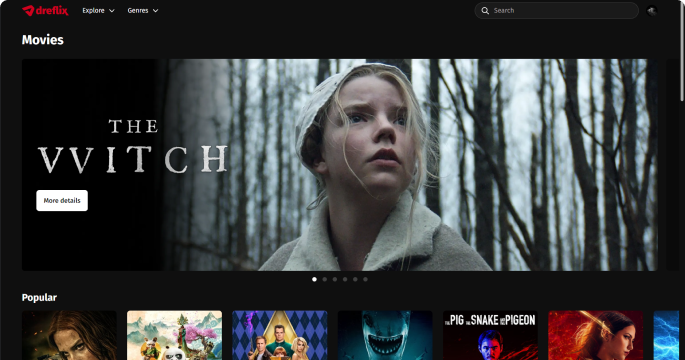 dreflix
Explore
Genres
Search
Movies
THE
VVITCH
More details
Popular
THE PIG THE SNAKE AND THE PIGEON